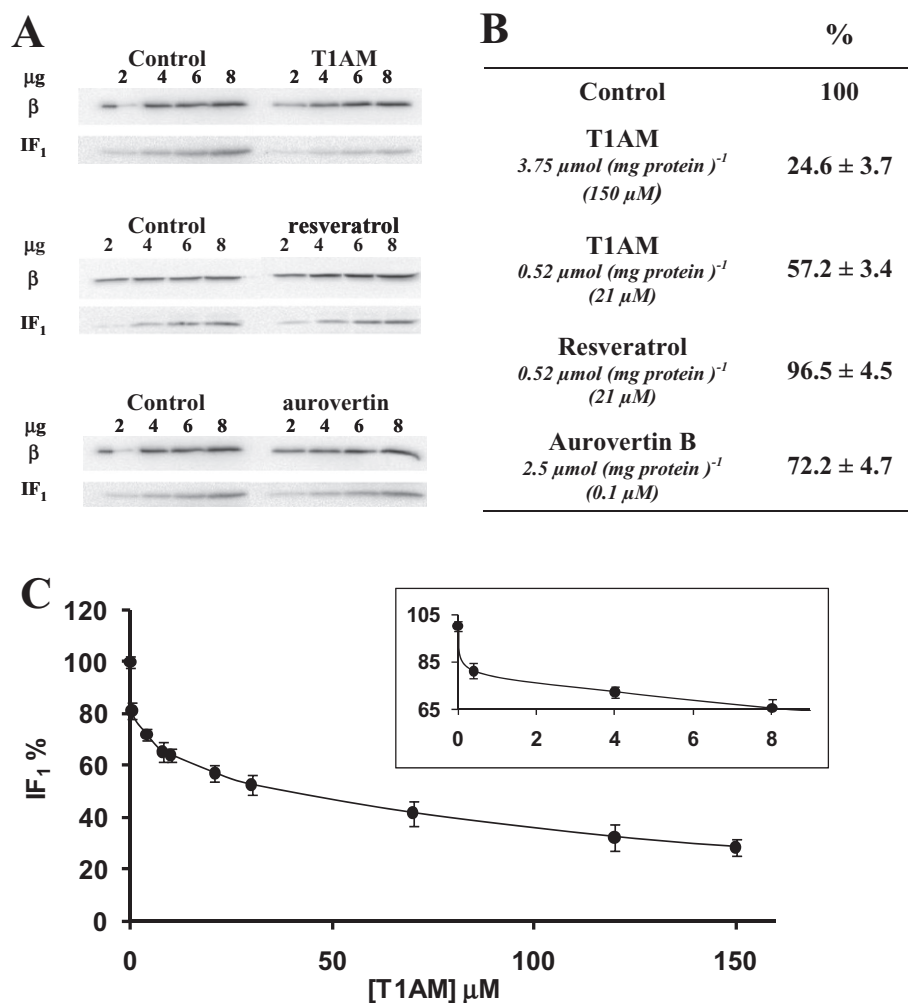 A
Control T1AM
μg 2 4 6 8 2 4 6 8
β
IF₁
Control resveratrol
μg 2 4 6 8 2 4 6 8
β
IF₁
Control aurovertin
μg 2 4 6 8 2 4 6 8
β
IF₁
B
%
Control 100
T1AM
3.75 μmol (mg protein )⁻¹ 24.6 ± 3.7
(150 μM)
T1AM
0.52 μmol (mg protein )⁻¹ 57.2 ± 3.4
(21 μM)
Resveratrol
0.52 μmol (mg protein )⁻¹ 96.5 ± 4.5
(21 μM)
Aurovertin B
2.5 μmol (mg protein )⁻¹ 72.2 ± 4.7
(0.1 μM)
C
120
100
80
60
40
20
0
IF₁ %
0 50 100 150
[T1AM] μM
105
85
65
0 2 4 6 8